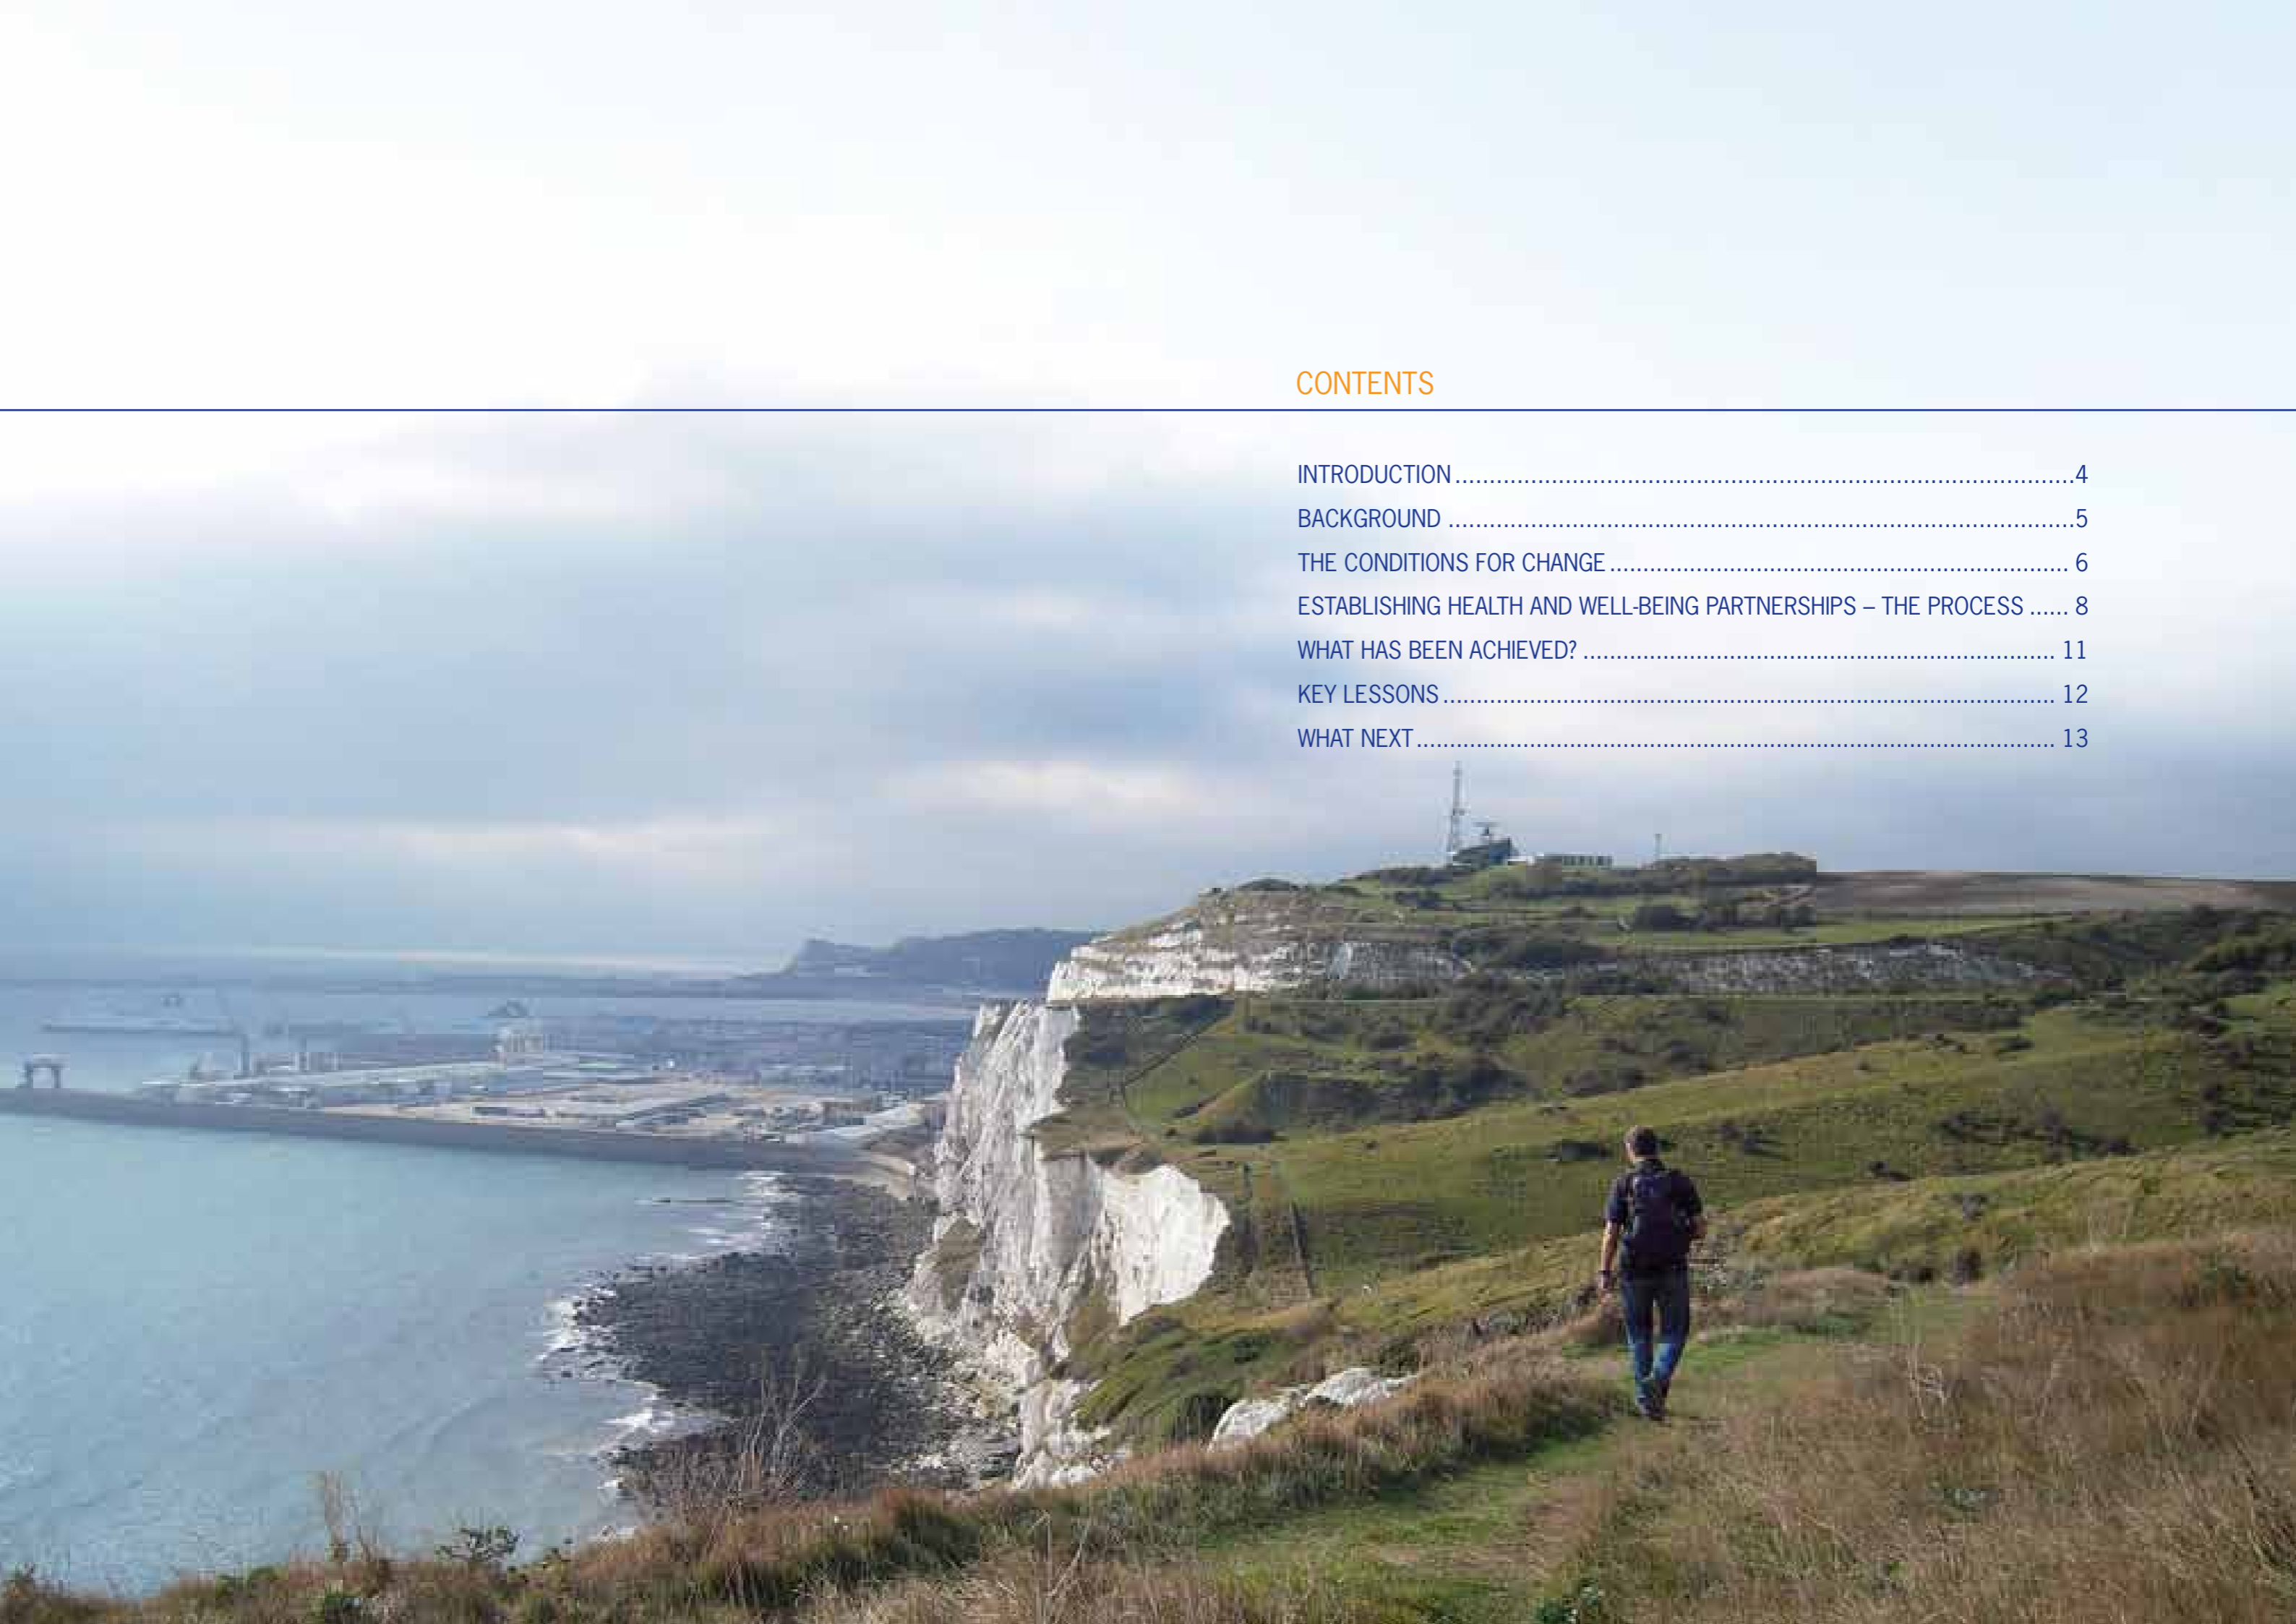 CONTENTS
INTRODUCTION.............................................................................................4
BACKGROUND ..............................................................................................5
THE CONDITIONS FOR CHANGE..................................................................... 6
ESTABLISHING HEALTH AND WELL-BEING PARTNERSHIPS – THE PROCESS ...... 8
WHAT HAS BEEN ACHIEVED? ....................................................................... 11
KEY LESSONS............................................................................................ 12
WHAT NEXT................................................................................................ 13